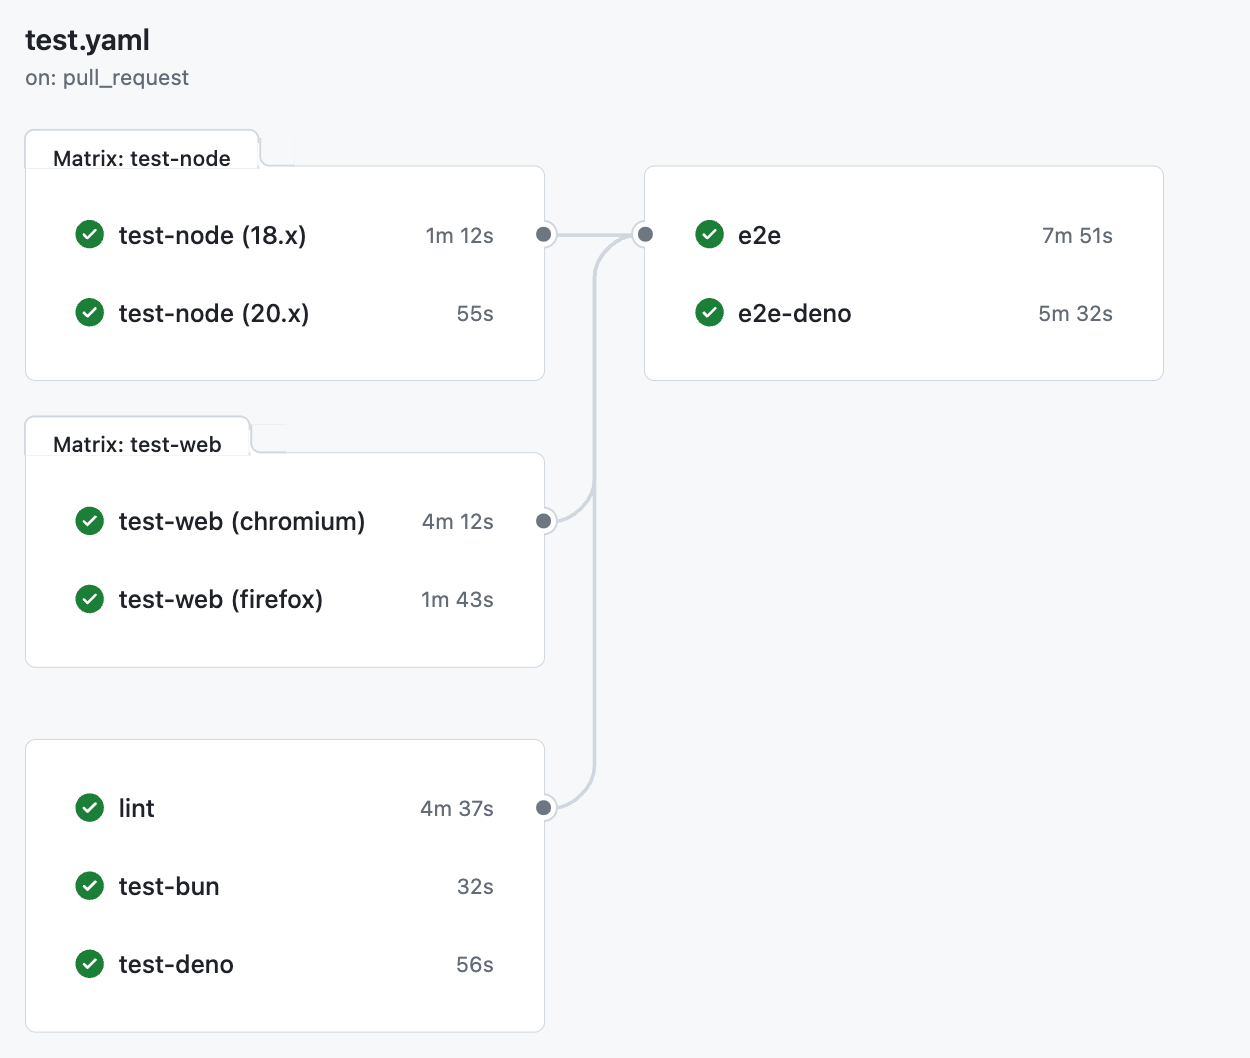 test.yaml
on: pull_request
Matrix: test-node
test-node (18.x) 1m 12s
test-node (20.x) 55s
e2e 7m 51s
e2e-deno 5m 32s
Matrix: test-web
test-web (chromium) 4m 12s
test-web (firefox) 1m 43s
lint 4m 37s
test-bun 32s
test-deno 56s